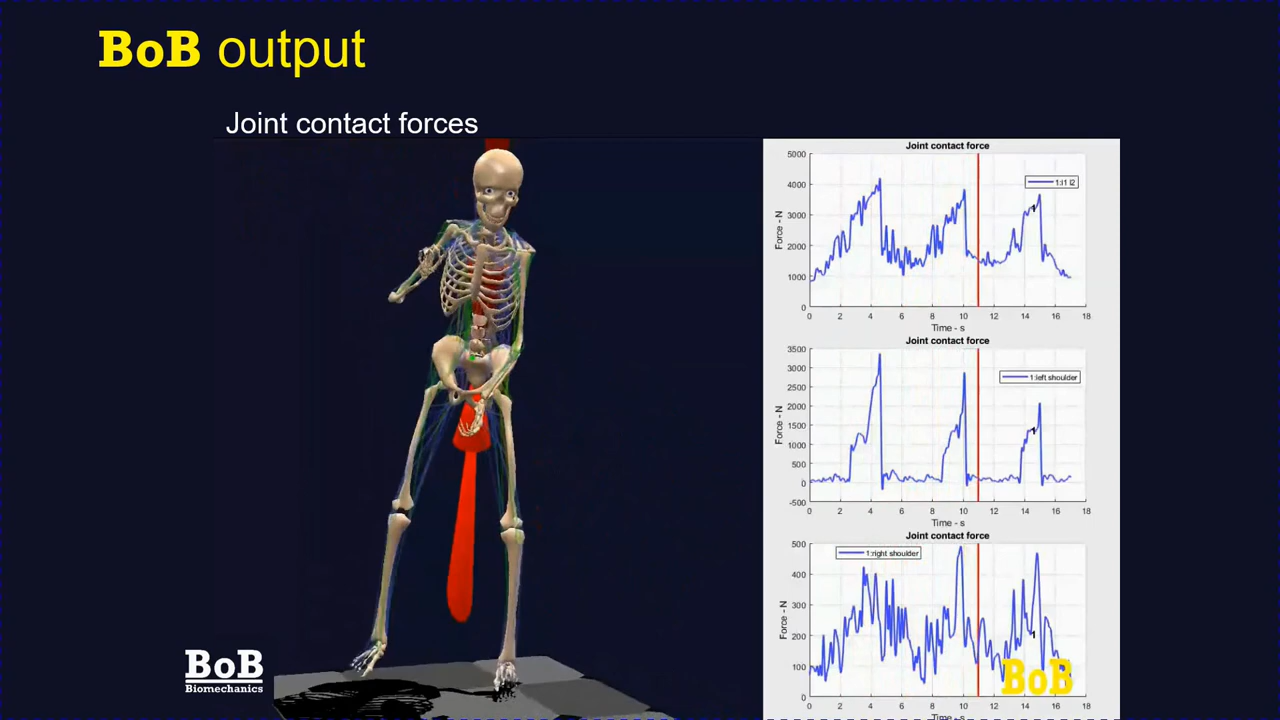 BoB output
Joint contact forces
Joint contact force
5000
4000
3000
2000
1000
0
Force - N
1:l1 l2
1
0 2 4 6 8 10 12 14 16 18
Time - s
Joint contact force
3500
3000
2500
2000
1500
1000
500
0
-500
Force - N
1:left shoulder
1
0 2 4 6 8 10 12 14 16 18
Time - s
Joint contact force
500
400
300
200
100
0
Force - N
1:right shoulder
1
0 2 4 6 8 10 12 14 16 18
Time - s
BoB
Biomechanics
BoB